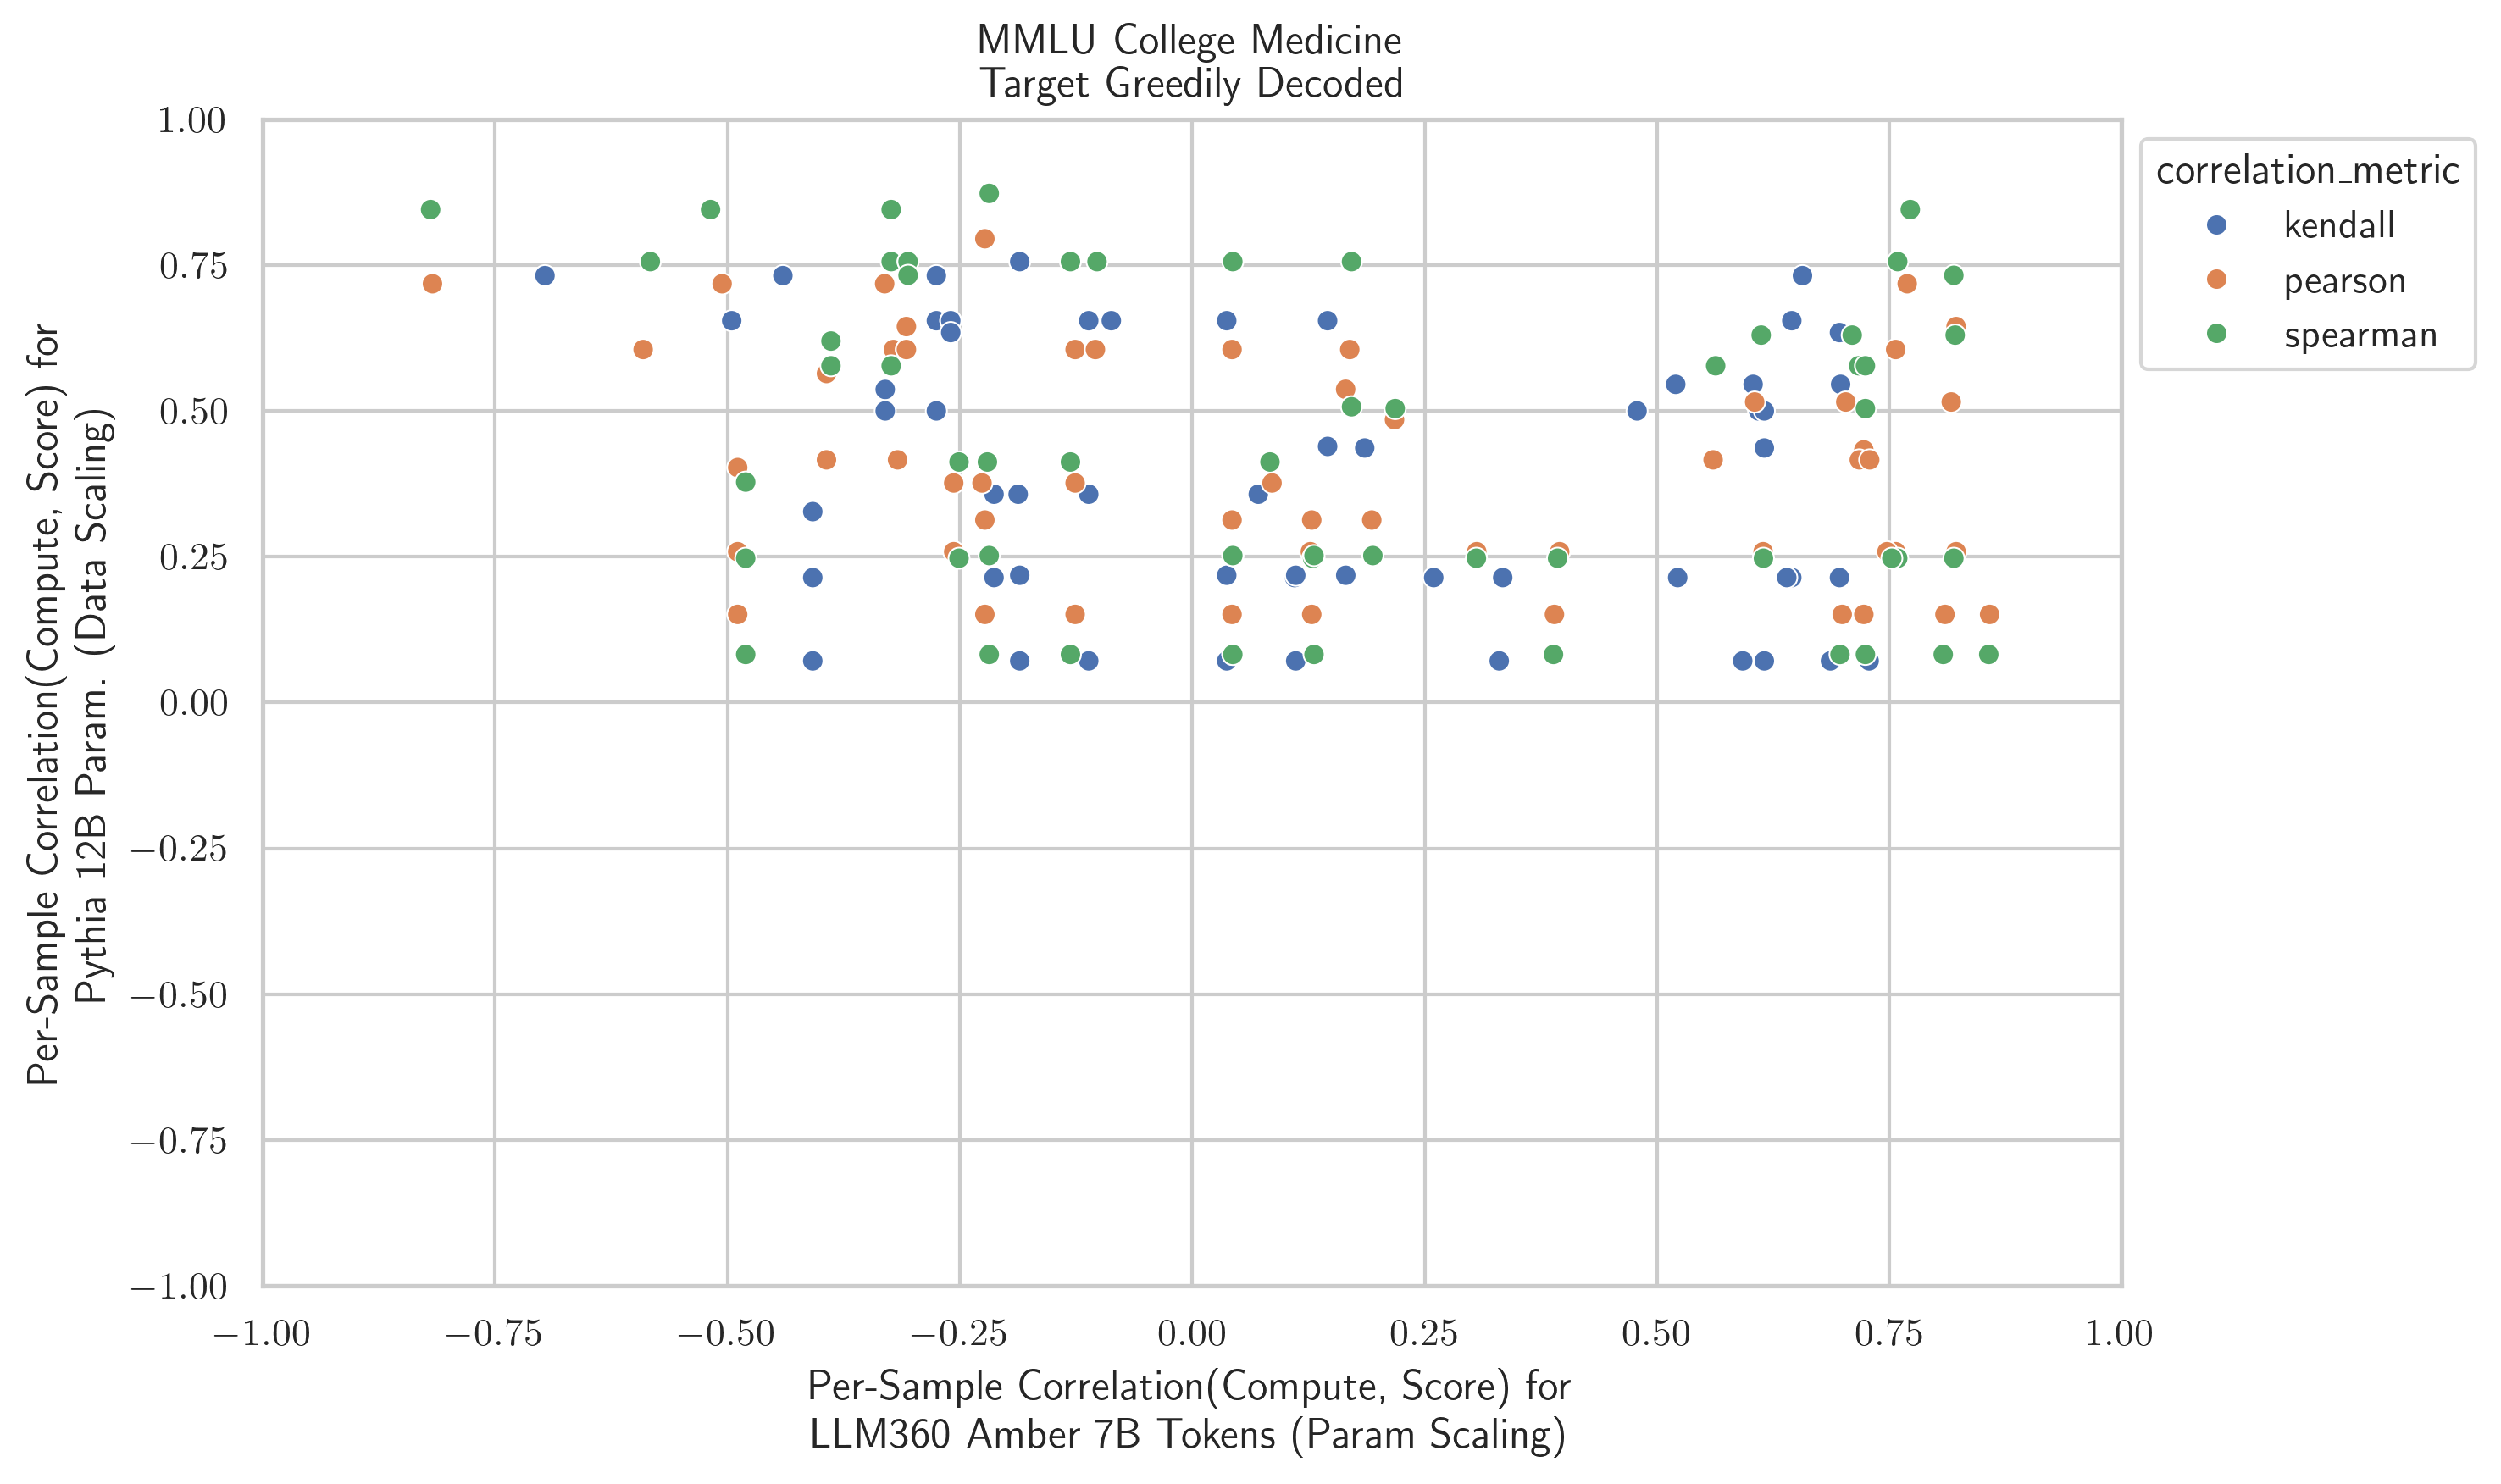 MMLU College Medicine
Target Greedily Decoded
Per-Sample Correlation(Compute, Score) for
Pythia 12B Param. (Data Scaling)
1.00
0.75
0.50
0.25
0.00
−0.25
−0.50
−0.75
−1.00
−1.00
−0.75
−0.50
−0.25
0.00
0.25
0.50
0.75
1.00
Per-Sample Correlation(Compute, Score) for
LLM360 Amber 7B Tokens (Param Scaling)
correlation_metric
kendall
pearson
spearman